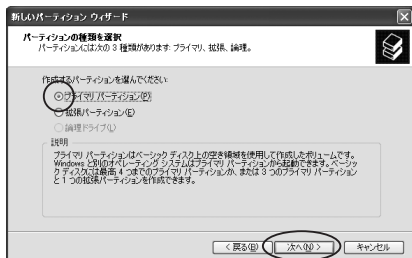 新しいパーティション ウィザード
パーティションの種類を選択
パーティションには次の 3 種類があります: プライマリ、拡張、論理。
作成するパーティションを選んでください:
プライマリ パーティション(P)
拡張パーティション(E)
論理ドライブ(L)
説明
プライマリ パーティションはベーシック ディスク上の空き領域を使用して作成したボリュームです。
Windows と別のオペレーティング システムはプライマリ パーティションから起動できます。ベーシッ
ク ディスクには最高 4 つまでのプライマリ パーティションか、または 3 つのプライマリ パーティション
と 1 つの拡張パーティションを作成できます。
< 戻る(B)
次へ(N) >
キャンセル